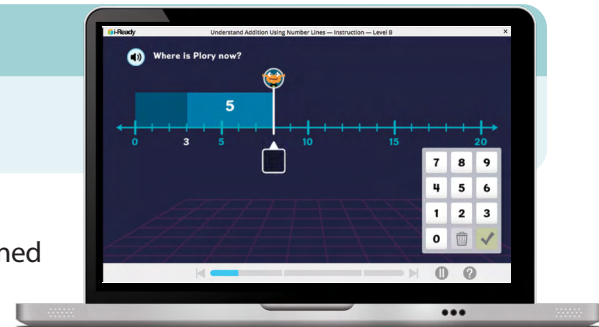 i-Ready
Understand Addition Using Number Lines — Instruction — Level B
×
Where is Plory now?
5
0 3 5 10 15 20
7 8 9
4 5 6
1 2 3
0
?
ned